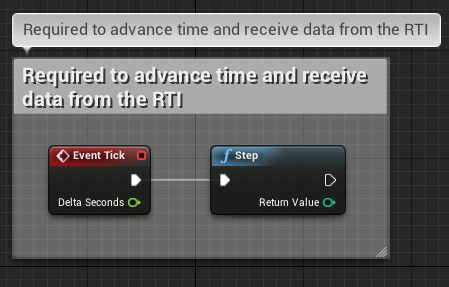 Required to advance time and receive data from the RTI
Required to advance time and receive
data from the RTI
Event Tick
Delta Seconds
f Step
Return Value